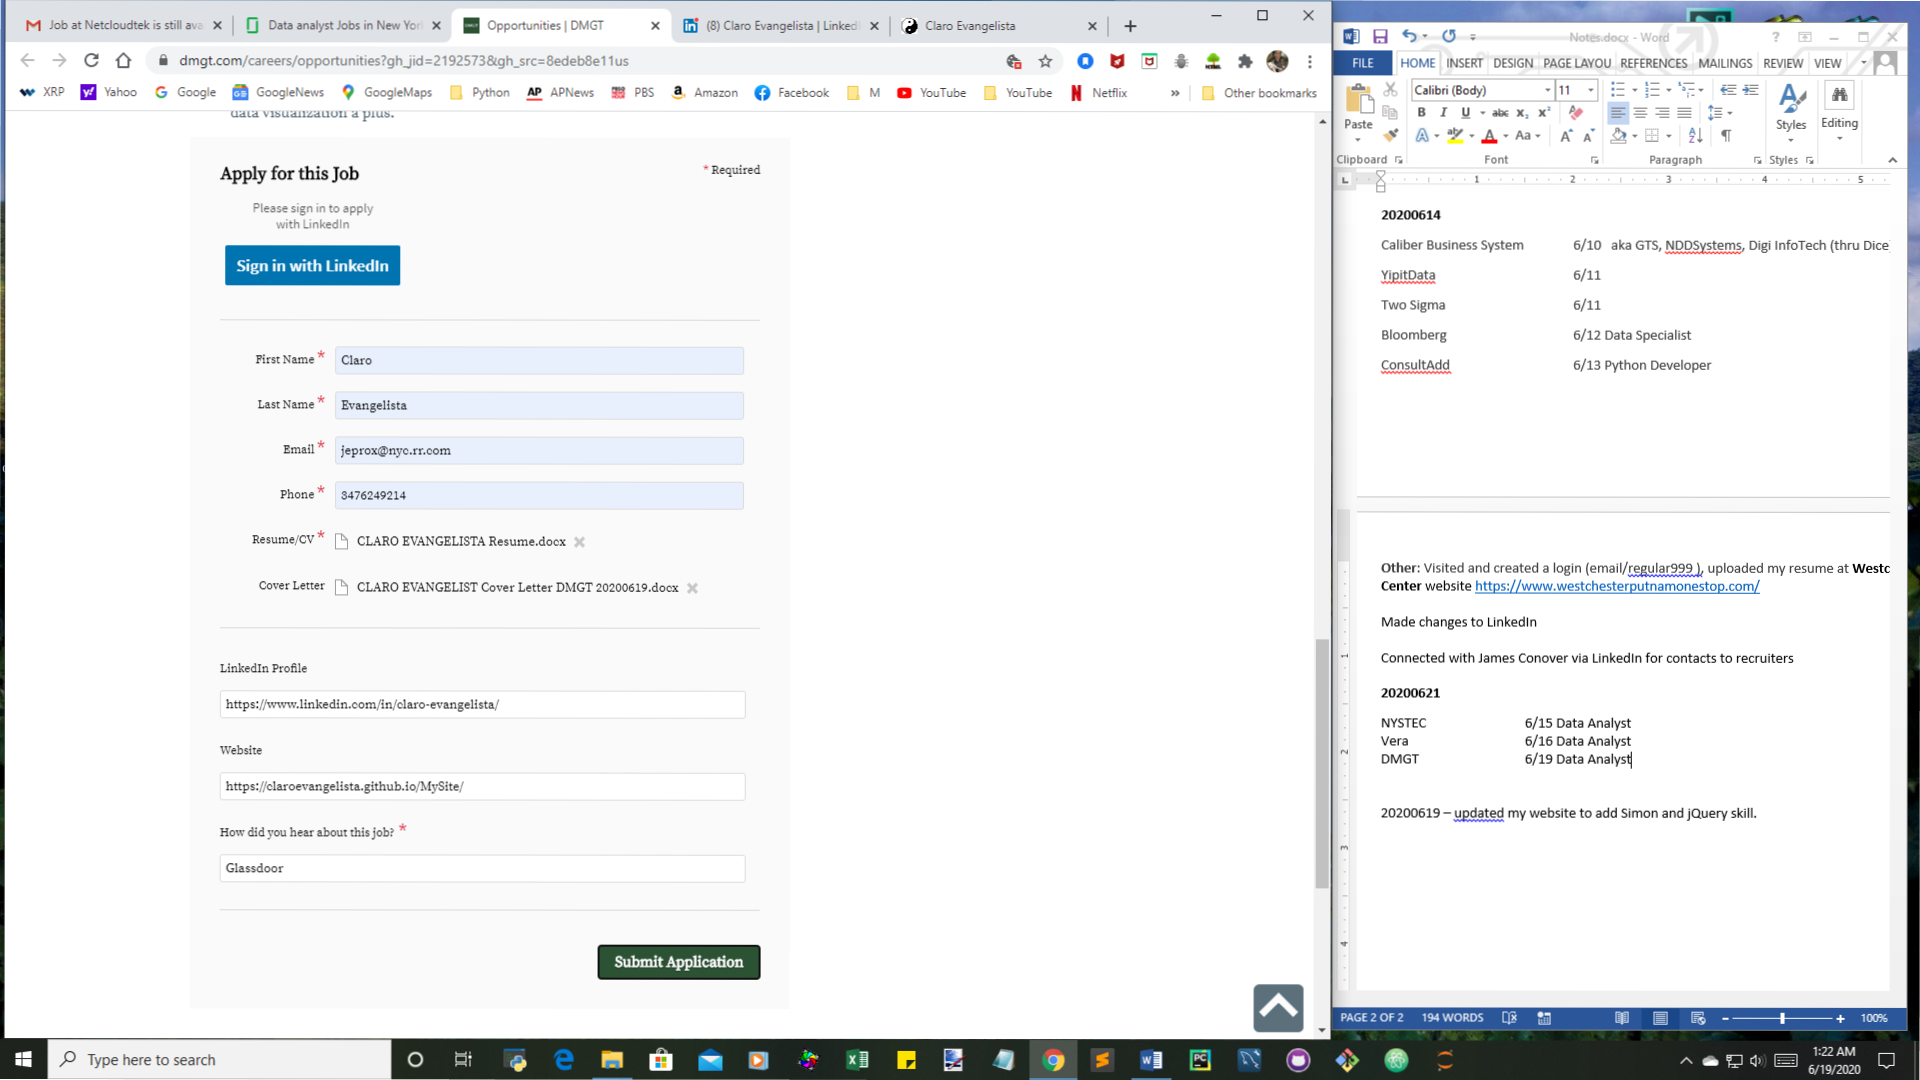 Job at Netcloudtek is still ava
Data analyst Jobs in New York
Opportunities | DMGT
(8) Claro Evangelista | LinkedI
Claro Evangelista
dmgt.com/careers/opportunities?gh_jid=2192573&gh_src=8edeb8e11us
XRP
Yahoo
Google
GoogleNews
GoogleMaps
Python
APNews
PBS
Amazon
Facebook
M
YouTube
YouTube
Netflix
»
Other bookmarks
data visualization a plus.
Apply for this Job
* Required
Please sign in to apply
with LinkedIn
Sign in with LinkedIn
First Name *
Claro
Last Name *
Evangelista
Email *
jeprox@nyc.rr.com
Phone *
3476249214
Resume/CV *
CLARO EVANGELISTA Resume.docx
Cover Letter
CLARO EVANGELIST Cover Letter DMGT 20200619.docx
LinkedIn Profile
https://www.linkedin.com/in/claro-evangelista/
Website
https://claroevangelista.github.io/MySite/
How did you hear about this job? *
Glassdoor
Submit Application
Notes.docx - Word
FILE HOME INSERT DESIGN PAGE LAYOU REFERENCES MAILINGS REVIEW VIEW
Calibri (Body) 11
Paste
Styles
Editing
Clipboard Font Paragraph Styles
1 2 3 4 5
20200614
Caliber Business System 6/10 aka GTS, NDDSystems, Digi InfoTech (thru Dice
YipitData 6/11
Two Sigma 6/11
Bloomberg 6/12 Data Specialist
ConsultAdd 6/13 Python Developer
Other: Visited and created a login (email/regular999 ), uploaded my resume at Westc
Center website https://www.westchesterputnamonestop.com/
Made changes to LinkedIn
Connected with James Conover via LinkedIn for contacts to recruiters
20200621
NYSTEC 6/15 Data Analyst
Vera 6/16 Data Analyst
DMGT 6/19 Data Analyst
20200619 – updated my website to add Simon and jQuery skill.
PAGE 2 OF 2 194 WORDS 100%
Type here to search
1:22 AM
6/19/2020